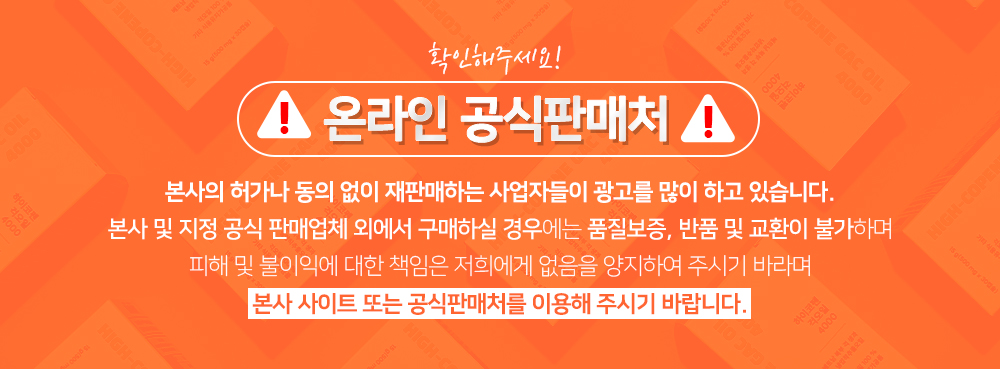 확인해주세요!
온라인 공식판매처
본사의 허가나 동의 없이 재판매하는 사업자들이 광고를 많이 하고 있습니다.
본사 및 지정 공식 판매업체 외에서 구매하실 경우에는 품질보증, 반품 및 교환이 불가하며
피해 및 불이익에 대한 책임은 저희에게 없음을 양지하여 주시기 바라며
본사 사이트 또는 공식판매처를 이용해 주시기 바랍니다.